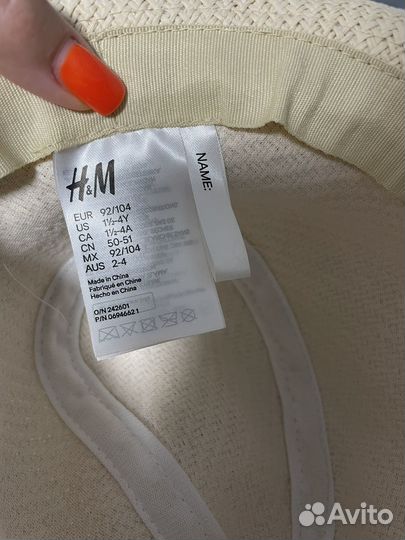 H&M
NAME:
EUR 92/104
US 1½-4Y
CA 1½-4A
CN 50-51
MX 92/104
AUS 2-4
Made in China
Fabriqué en Chine
Hecho en China
O/N 242601
P/N 0694662 1
Avito